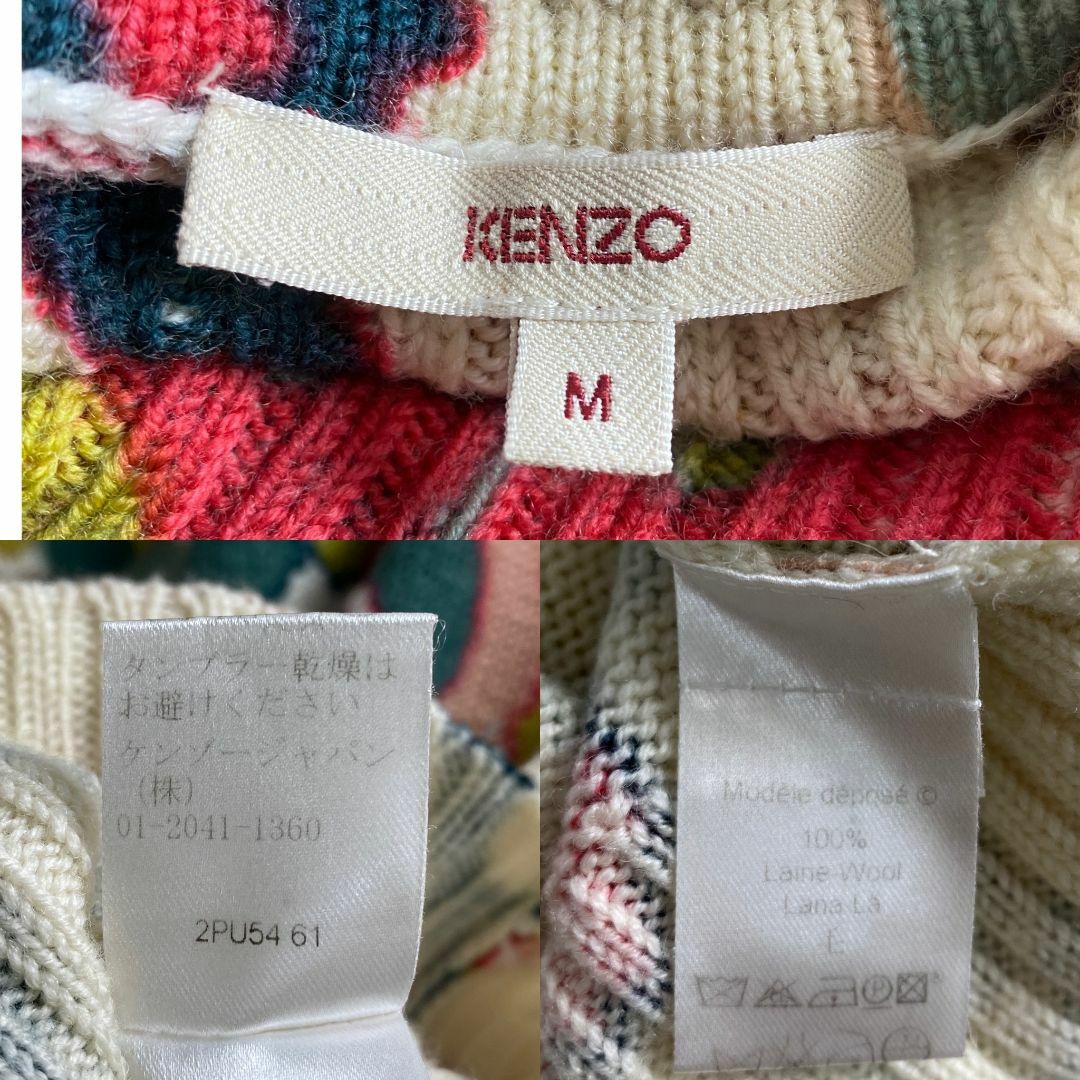 KENZO
M
タンブラー乾燥は
お避けください
ケンゾージャパン
(株)
01-2041-1360
2PU54 61
Modèle déposé ©
100%
Laine-Wool
Lana Lã
E